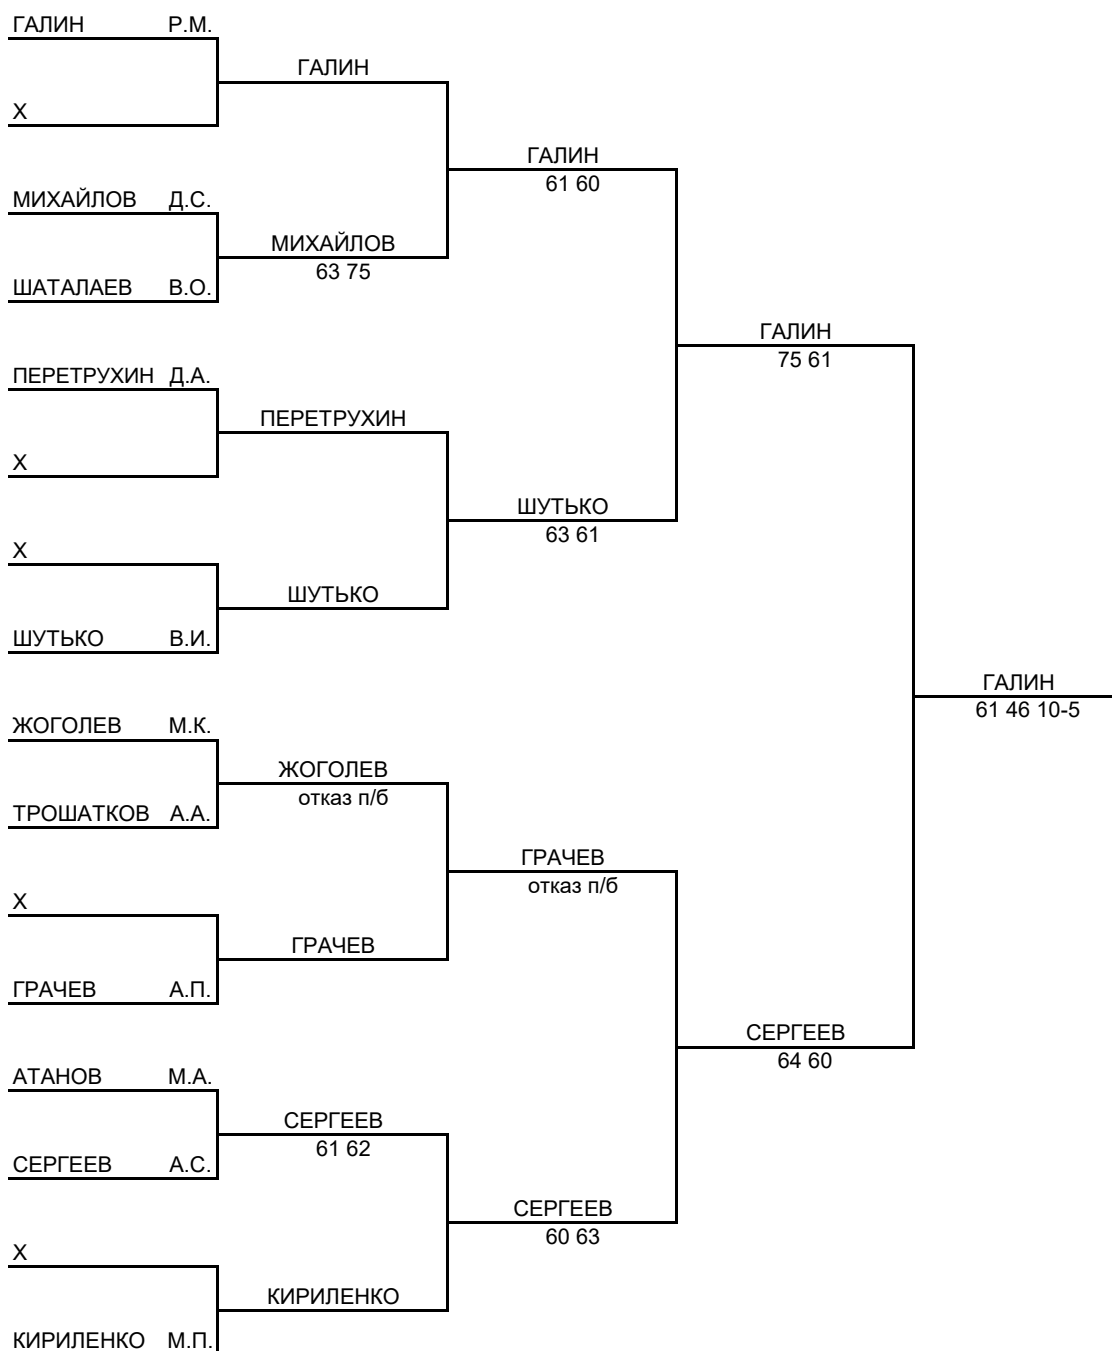 ГАЛИН Р.М.
ГАЛИН
Х
ГАЛИН
61 60
МИХАЙЛОВ Д.С.
МИХАЙЛОВ
63 75
ШАТАЛАЕВ В.О.
ГАЛИН
75 61
ПЕРЕТРУХИН Д.А.
ПЕРЕТРУХИН
Х
ШУТЬКО
63 61
Х
ШУТЬКО
ШУТЬКО В.И.
ГАЛИН
61 46 10-5
ЖОГОЛЕВ М.К.
ЖОГОЛЕВ
отказ п/б
ТРОШАТКОВ А.А.
ГРАЧЕВ
отказ п/б
Х
ГРАЧЕВ
ГРАЧЕВ А.П.
СЕРГЕЕВ
64 60
АТАНОВ М.А.
СЕРГЕЕВ
61 62
СЕРГЕЕВ А.С.
СЕРГЕЕВ
60 63
Х
КИРИЛЕНКО
КИРИЛЕНКО М.П.